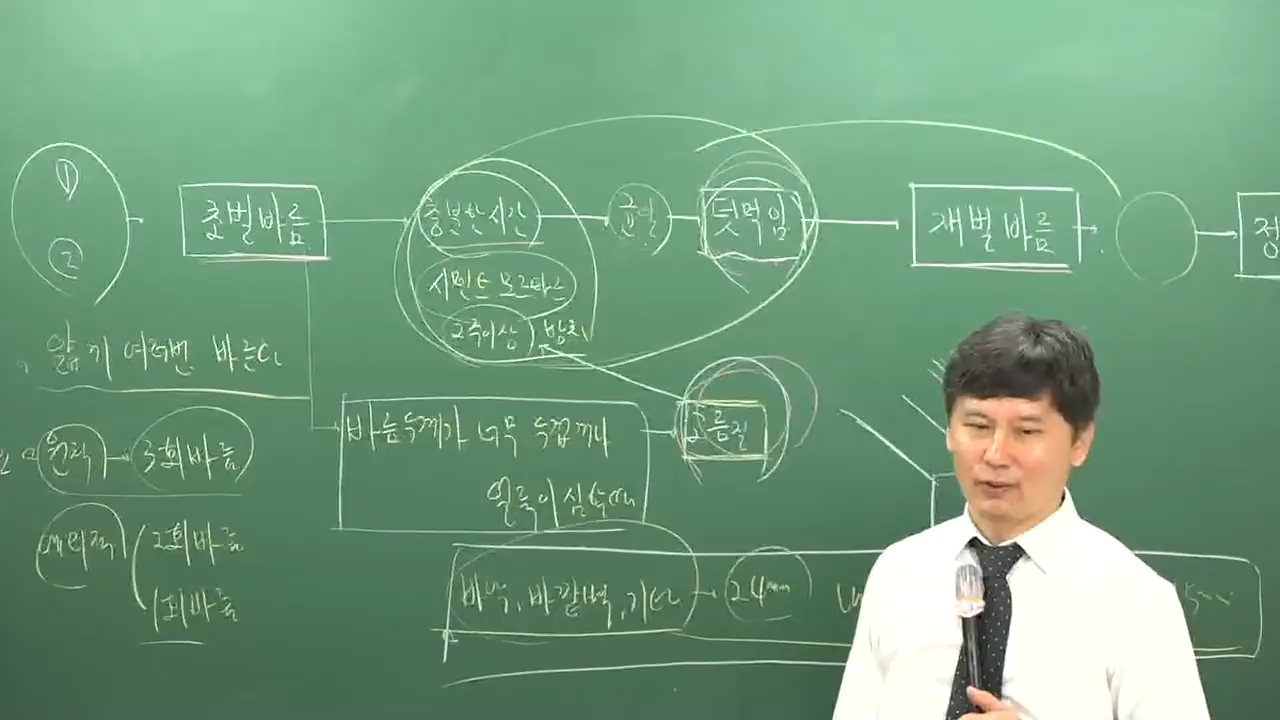 ①
②
초벌바름
충분한 시간
시멘트 모르타르
2주이상) 방치
균열
덧먹임
재벌바름
정
얇게 여러번 바른다
원칙 → 3회바름
예외적 ( 2회바름
1회바름
바름두께가 너무 두껍거나
얼룩이 심할때
고름질
바닥, 바깥벽, 기타 → 24mm